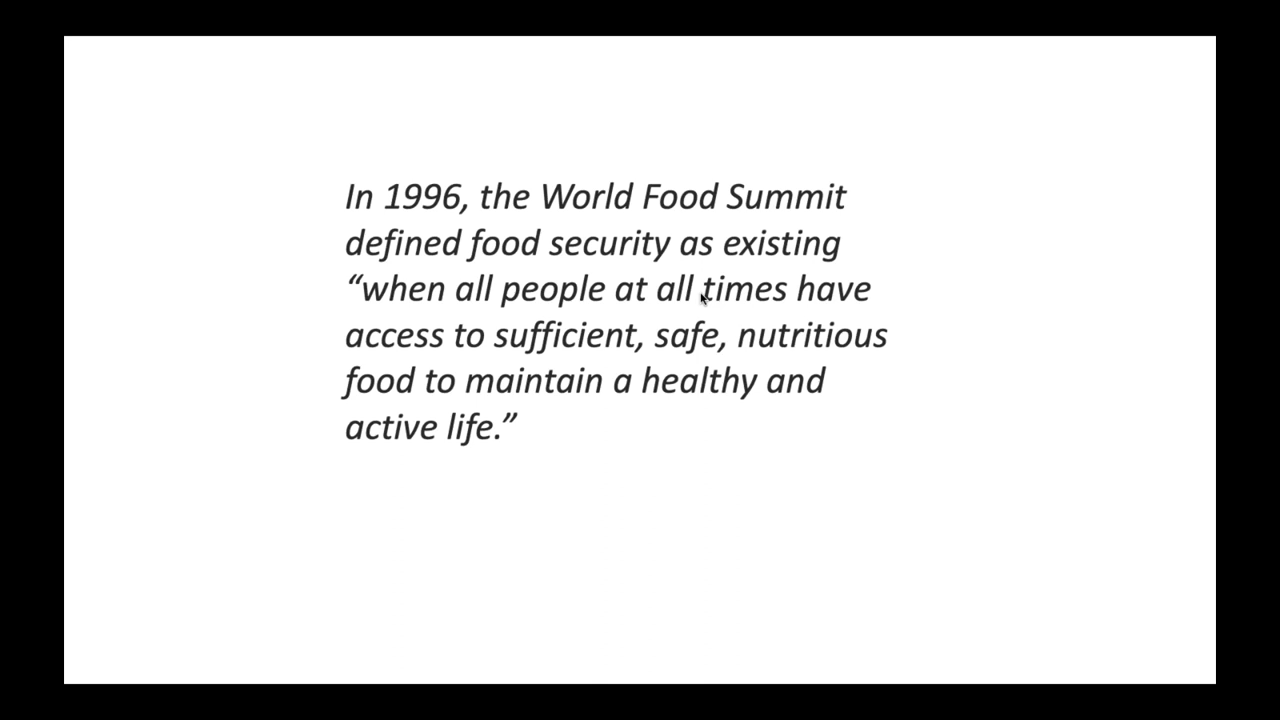 In 1996, the World Food Summit
defined food security as existing
“when all people at all times have
access to sufficient, safe, nutritious
food to maintain a healthy and
active life.”